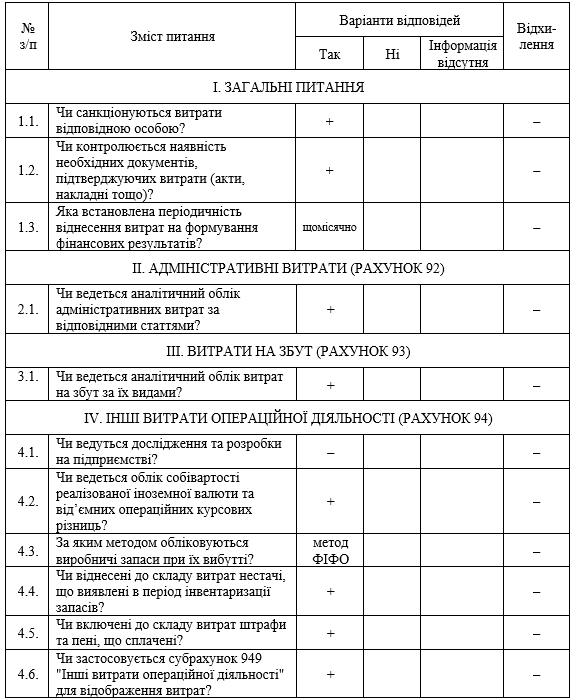 №
з/п
Зміст питання
Варіанти відповідей
Відхи-
лення
Так
Ні
Інформація
відсутня
І. ЗАГАЛЬНІ ПИТАННЯ
1.1.
Чи санкціонуються витрати
відповідною особою?
+
–
1.2.
Чи контролюється наявність
необхідних документів,
підтверджуючих витрати (акти,
накладні тощо)?
+
–
1.3.
Яка встановлена періодичність
віднесення витрат на формування
фінансових результатів?
щомісячно
–
ІІ. АДМІНІСТРАТИВНІ ВИТРАТИ (РАХУНОК 92)
2.1.
Чи ведеться аналітичний облік
адміністративних витрат за
відповідними статтями?
+
–
ІІІ. ВИТРАТИ НА ЗБУТ (РАХУНОК 93)
3.1.
Чи ведеться аналітичний облік витрат
на збут за їх видами?
+
–
IV. ІНШІ ВИТРАТИ ОПЕРАЦІЙНОЇ ДІЯЛЬНОСТІ (РАХУНОК 94)
4.1.
Чи ведуться дослідження та розробки
на підприємстві?
–
–
4.2.
Чи ведеться облік собівартості
реалізованої іноземної валюти та
від’ємних операційних курсових
різниць?
+
–
4.3.
За яким методом обліковуються
виробничі запаси при їх вибутті?
метод
ФІФО
–
4.4.
Чи віднесені до складу витрат нестачі,
що виявлені в період інвентаризації
запасів?
+
–
4.5.
Чи включені до складу витрат штрафи
та пені, що сплачені?
+
–
4.6.
Чи застосовується субрахунок 949
"Інші витрати операційної діяльності"
для відображення витрат?
+
–